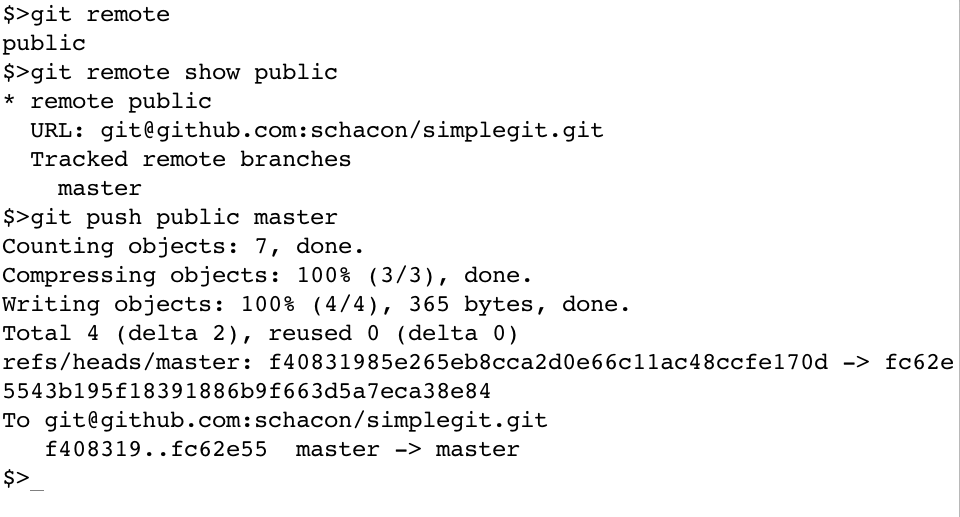 $>git remote
public
$>git remote show public
* remote public
  URL: git@github.com:schacon/simplegit.git
  Tracked remote branches
    master
$>git push public master
Counting objects: 7, done.
Compressing objects: 100% (3/3), done.
Writing objects: 100% (4/4), 365 bytes, done.
Total 4 (delta 2), reused 0 (delta 0)
refs/heads/master: f40831985e265eb8cca2d0e66c11ac48ccfe170d -> fc62e
5543b195f18391886b9f663d5a7eca38e84
To git@github.com:schacon/simplegit.git
   f408319..fc62e55  master -> master
$>_